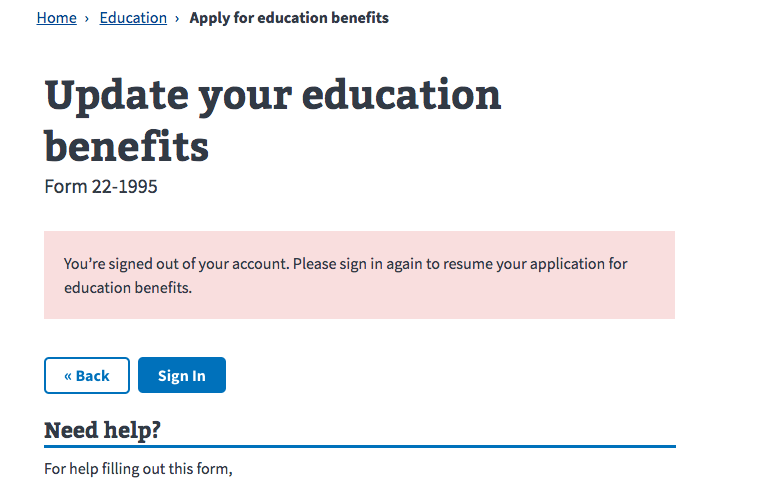 Home › Education › Apply for education benefits
Update your education
benefits
Form 22-1995
You’re signed out of your account. Please sign in again to resume your application for
education benefits.
« Back Sign In
Need help?
For help filling out this form,